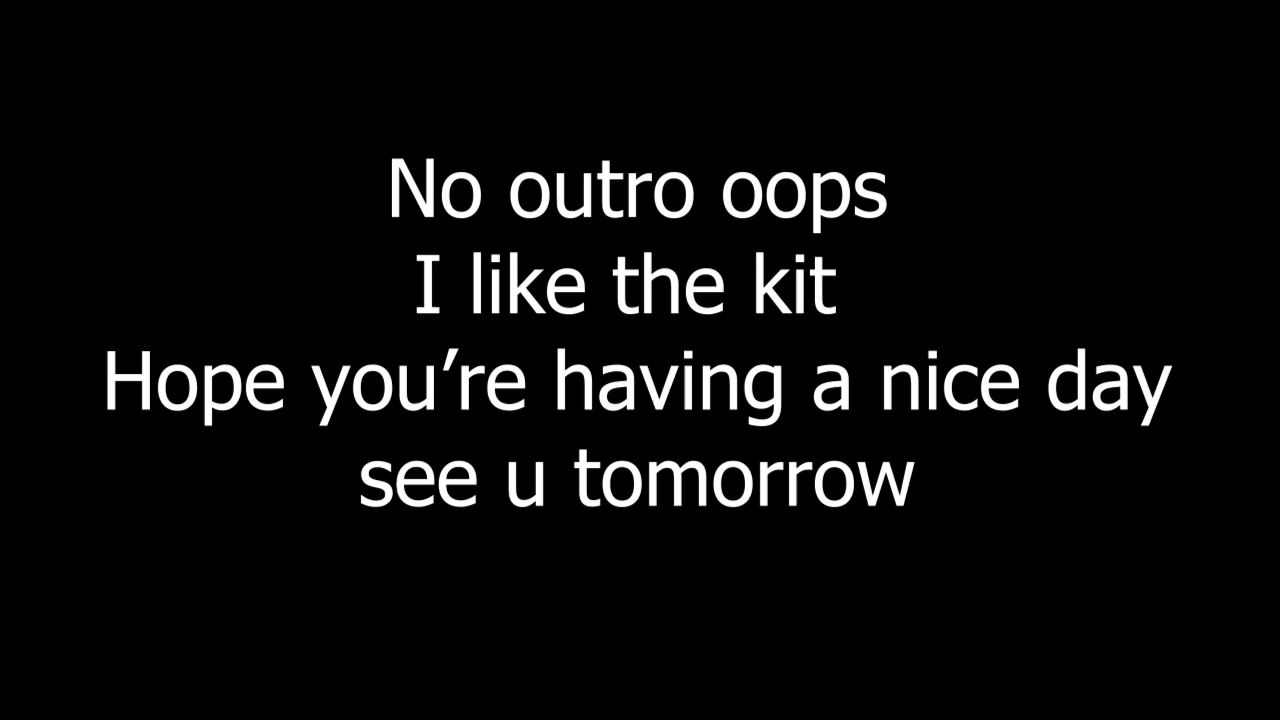 No outro oops
I like the kit
Hope you’re having a nice day
see u tomorrow